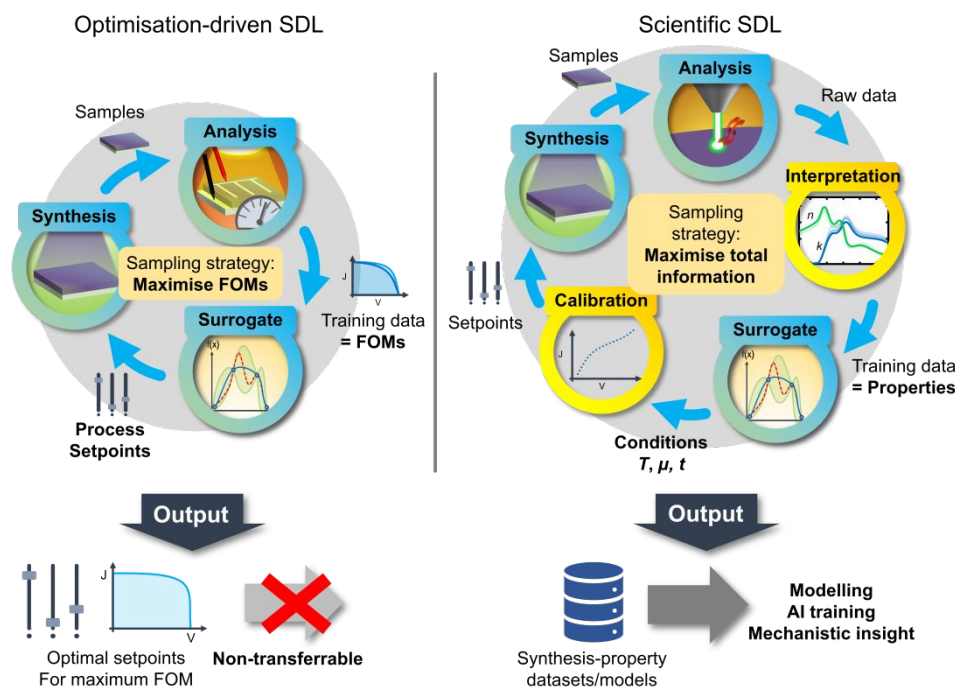 Optimisation-driven SDL
Samples
Analysis
Synthesis
Sampling strategy:
Maximise FOMs
J
V
Training data
= FOMs
Surrogate
f(x)
Process
Setpoints
Output
J
V
Optimal setpoints
For maximum FOM
Non-transferrable
Scientific SDL
Samples
Analysis
Raw data
Synthesis
Interpretation
n
k
Sampling
strategy:
Maximise total
information
Setpoints
Calibration
J
V
Surrogate
f(x)
Training data
= Properties
Conditions
T, μ, t
Output
Synthesis-property
datasets/models
Modelling
AI training
Mechanistic insight